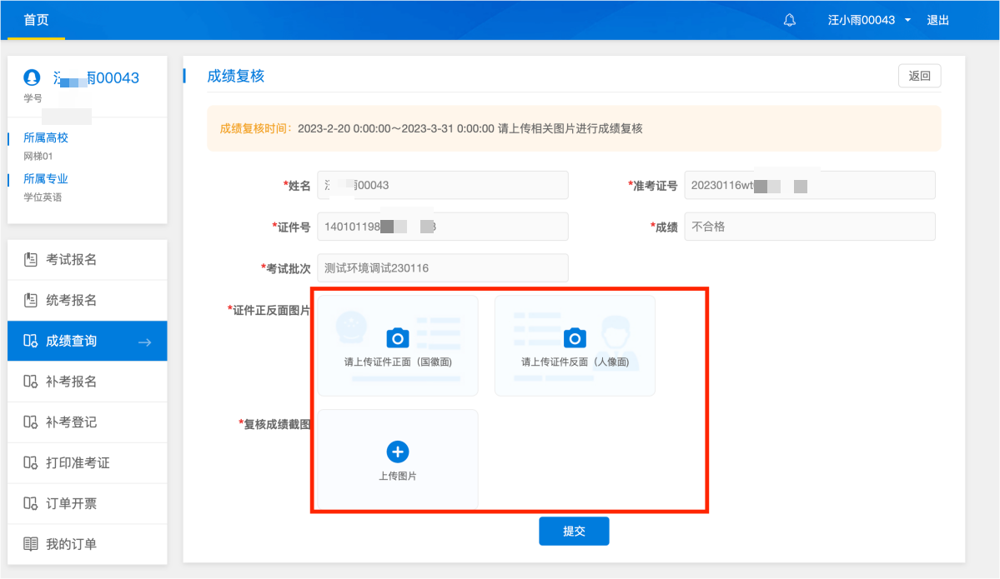 首页
汪小雨00043
退出
雨00043
学号
所属高校
网梯01
所属专业
学位英语
考试报名
统考报名
成绩查询
补考报名
补考登记
打印准考证
订单开票
我的订单
成绩复核
返回
成绩复核时间：2023-2-20 0:00:00～2023-3-31 0:00:00 请上传相关图片进行成绩复核
*姓名 00043
*准考证号 20230116wt
*证件号 140101198
*成绩 不合格
*考试批次 测试环境调试230116
*证件正反面图片
请上传证件正面（国徽面）
请上传证件反面（人像面）
*复核成绩截图
上传图片
提交